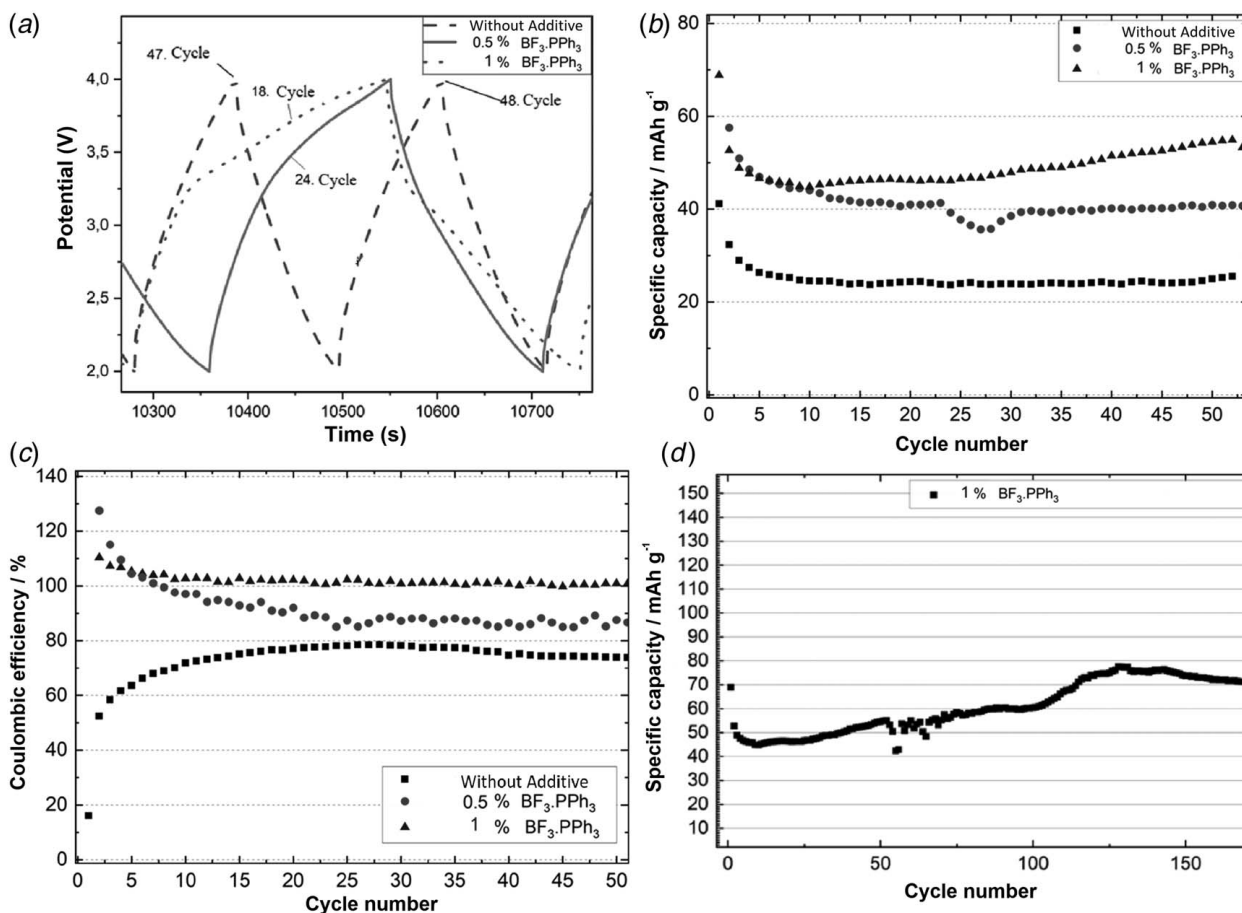 (a)
Without Additive
0.5 % BF3.PPh3
1 % BF3.PPh3
47. Cycle
18. Cycle
48. Cycle
24. Cycle
4,0
3,5
3,0
2,5
2,0
Potential (V)
10300 10400 10500 10600 10700
Time (s)
(b)
Without Additive
0.5 % BF3.PPh3
1 % BF3.PPh3
80
60
40
20
0
Specific capacity / mAh g-1
0 5 10 15 20 25 30 35 40 45 50
Cycle number
(c)
140
120
100
80
60
40
20
0
Coulombic efficiency / %
Without Additive
0.5 % BF3.PPh3
1 % BF3.PPh3
0 5 10 15 20 25 30 35 40 45 50
Cycle number
(d)
1 % BF3.PPh3
150
140
130
120
110
100
90
80
70
60
50
40
30
20
10
Specific capacity / mAh g-1
0 50 100 150
Cycle number